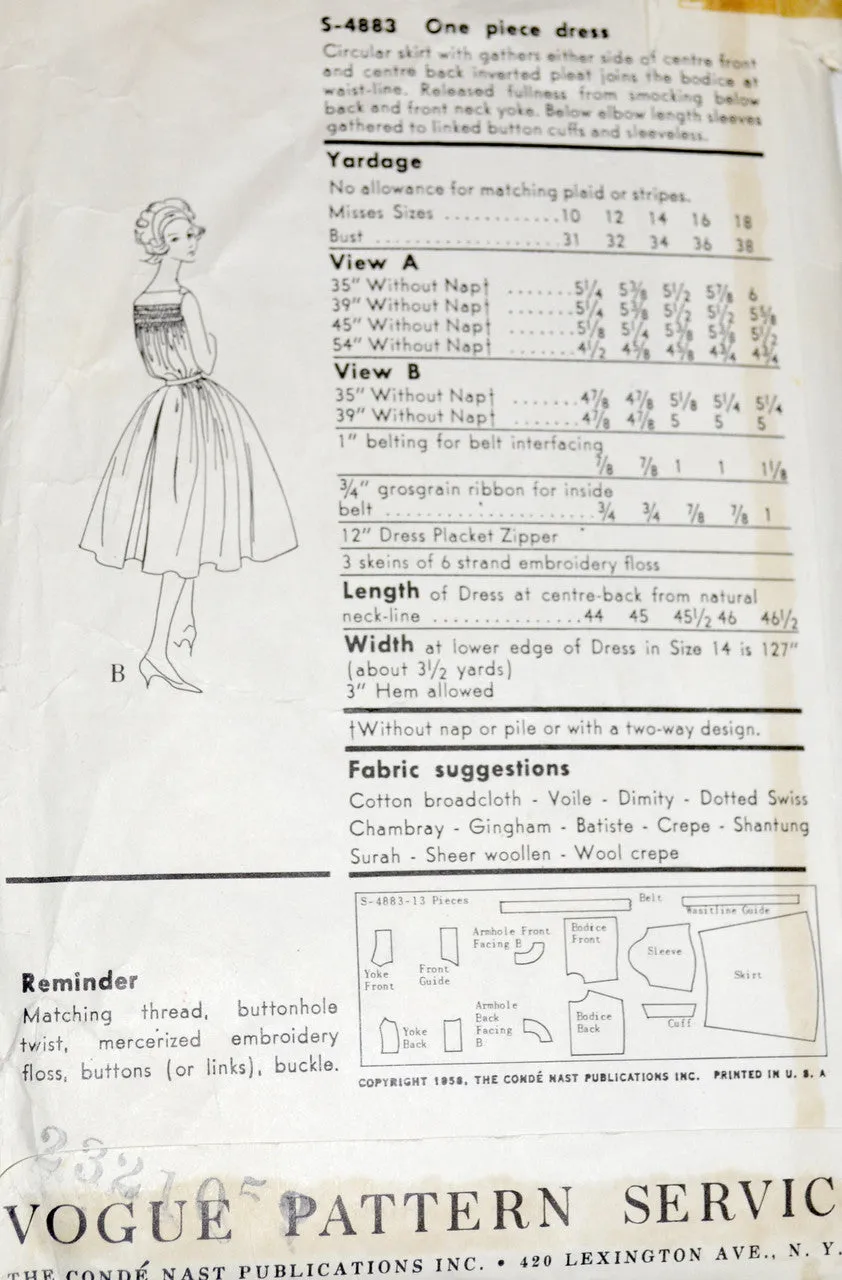 S-4883 One piece dress
Circular skirt with gathers either side of centre front
and centre back inverted pleat joins the bodice at
waist-line. Released fullness from smocking below
back and front neck yoke. Below elbow length sleeves
gathered to linked button cuffs and sleeveless.
Yardage
No allowance for matching plaid or stripes.
Misses Sizes ............10 12 14 16 18
Bust ....................31 32 34 36 38
View A
35" Without Nap† .......5¼ 5⅜ 5½ 5⅞ 6
39" Without Nap† .......5¼ 5⅜ 5½ 5½ 5⅝
45" Without Nap† .......5⅛ 5¼ 5⅜ 5⅜ 5½
54" Without Nap† .......4½ 4⅝ 4⅝ 4¾ 4¾
View B
35" Without Nap† .......4⅞ 4⅞ 5⅛ 5¼ 5¼
39" Without Nap† .......4⅞ 4⅞ 5 5 5
1" belting for belt interfacing
⅞ ⅞ 1 1 1⅛
¾" grosgrain ribbon for inside
belt .......................¾ ¾ ⅞ ⅞ 1
12" Dress Placket Zipper
3 skeins of 6 strand embroidery floss
Length of Dress at centre-back from natural
neck-line ...............44 45 45½ 46 46½
Width at lower edge of Dress in Size 14 is 127"
(about 3½ yards)
3" Hem allowed
†Without nap or pile or with a two-way design.
Fabric suggestions
Cotton broadcloth - Voile - Dimity - Dotted Swiss
Chambray - Gingham - Batiste - Crepe - Shantung
Surah - Sheer woollen - Wool crepe
B
Reminder
Matching thread, buttonhole
twist, mercerized embroidery
floss, buttons (or links), buckle.
S-4883-13 Pieces
Belt
Wasitline Guide
Yoke
Front
Front
Guide
Armhole Front
Facing B
Bodice
Front
Sleeve
Skirt
Yoke
Back
Armhole
Back
Facing
B
Bodice
Back
Cuff
COPYRIGHT 1958, THE CONDÉ NAST PUBLICATIONS INC. PRINTED IN U. S. A
VOGUE PATTERN SERVIC
THE CONDÉ NAST PUBLICATIONS INC. • 420 LEXINGTON AVE., N. Y.